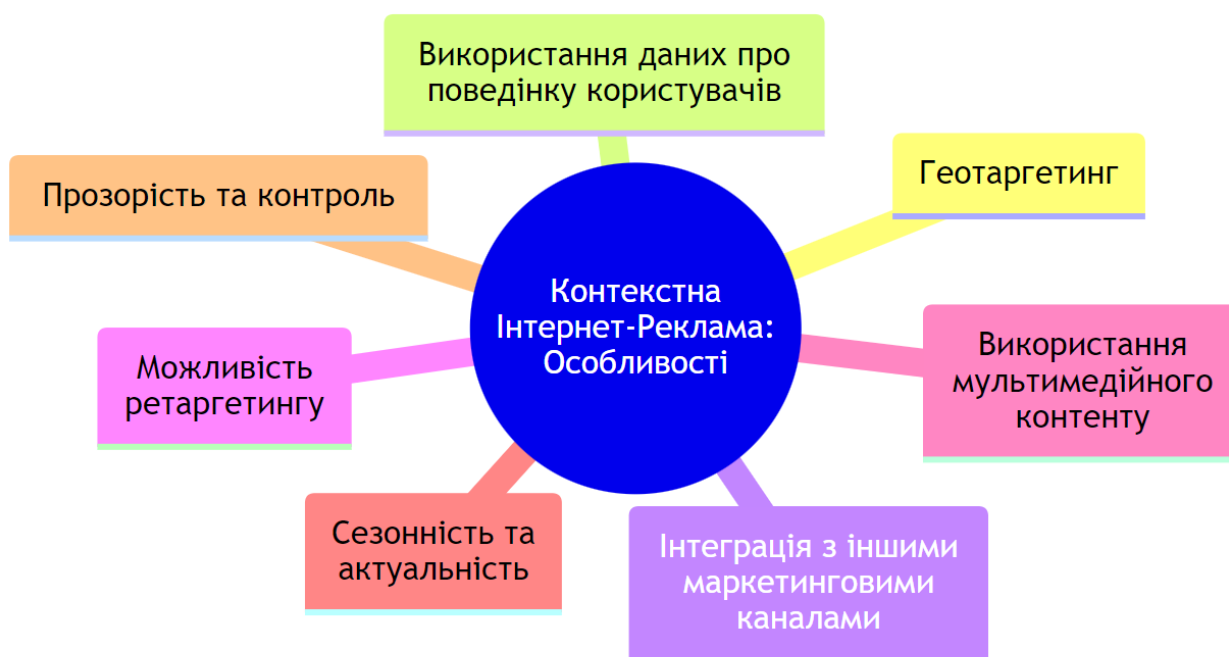 Використання даних про
поведінку користувачів
Геотаргетинг
Прозорість та контроль
Контекстна
Інтернет-Реклама:
Особливості
Використання
мультимедійного
контенту
Можливість
ретаргетингу
Сезонність та
актуальність
Інтеграція з іншими
маркетинговими
каналами